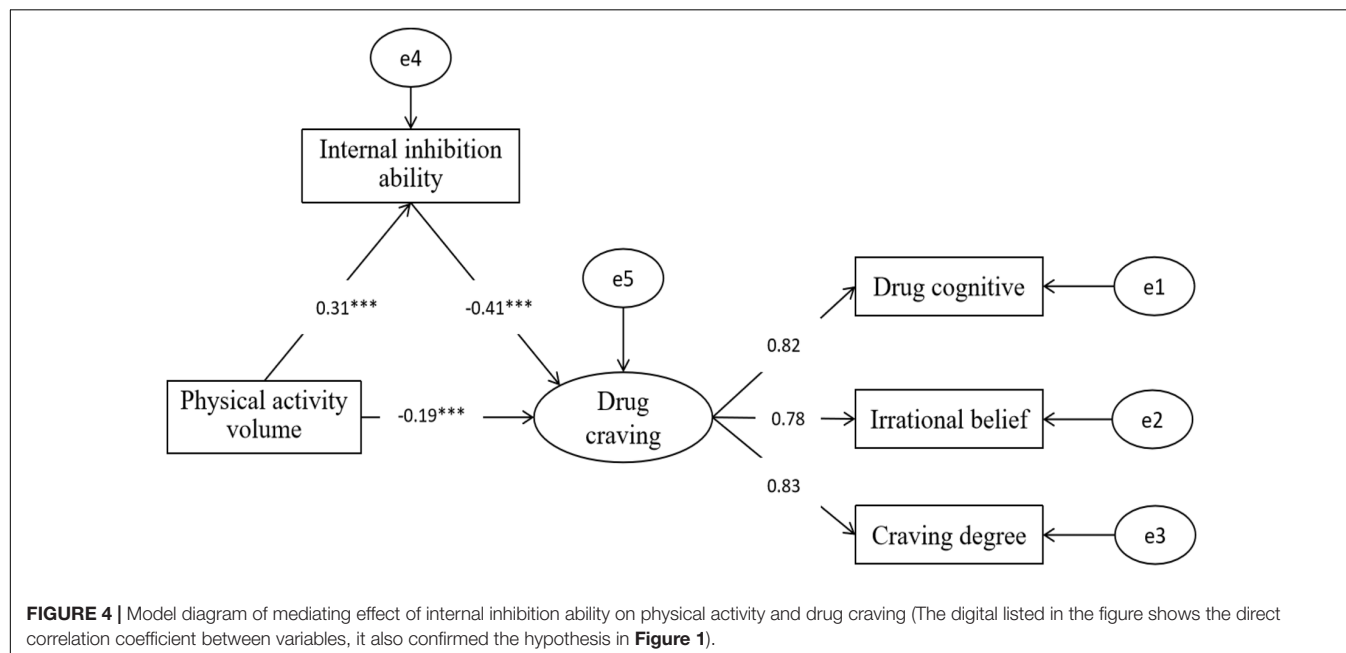 e4
Internal inhibition
ability
e5
Drug cognitive
e1
0.31***
-0.41***
0.82
Physical activity
volume
-0.19***
Drug
craving
0.78
Irrational belief
e2
0.83
Craving degree
e3
FIGURE 4 | Model diagram of mediating effect of internal inhibition ability on physical activity and drug craving (The digital listed in the figure shows the direct
correlation coefficient between variables, it also confirmed the hypothesis in Figure 1).